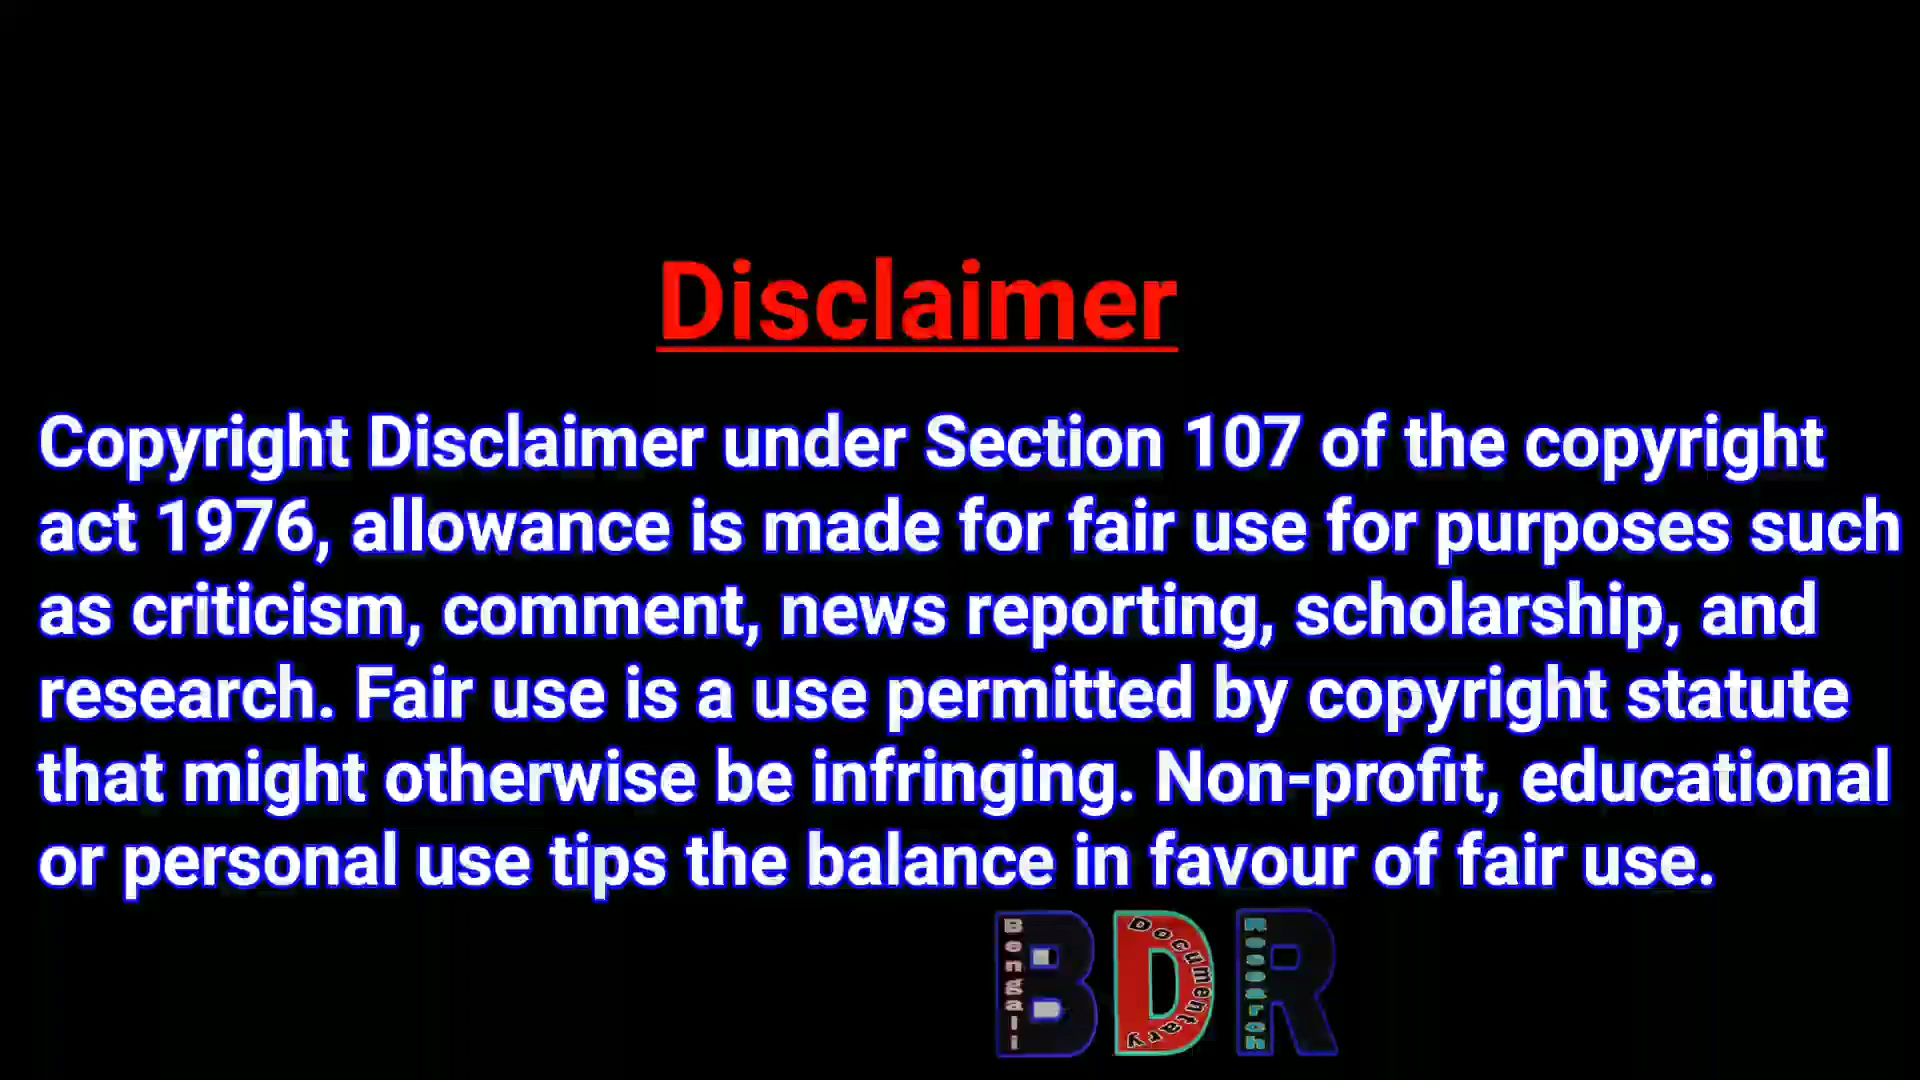 Disclaimer
Copyright Disclaimer under Section 107 of the copyright
act 1976, allowance is made for fair use for purposes such
as criticism, comment, news reporting, scholarship, and
research. Fair use is a use permitted by copyright statute
that might otherwise be infringing. Non-profit, educational
or personal use tips the balance in favour of fair use.
BDR
Bengali
Documentary
Research